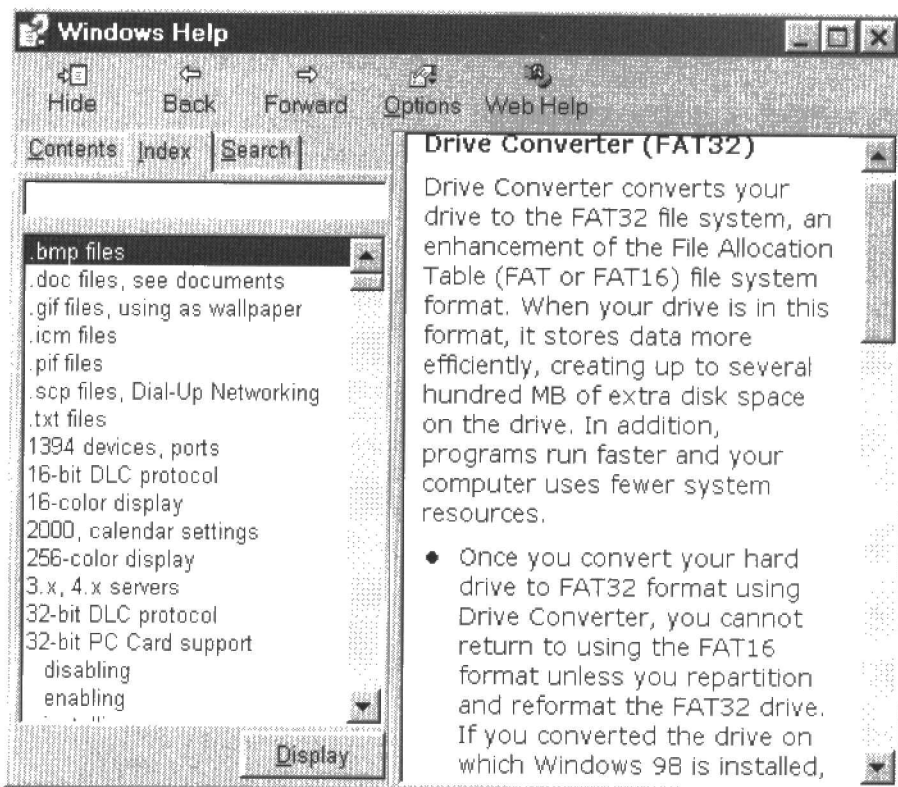 Windows Help
Hide Back Forward Options Web Help
Contents Index Search
.bmp files
.doc files, see documents
.gif files, using as wallpaper
.icm files
.pif files
.scp files, Dial-Up Networking
.txt files
1394 devices, ports
16-bit DLC protocol
16-color display
2000, calendar settings
256-color display
3.x, 4.x servers
32-bit DLC protocol
32-bit PC Card support
disabling
enabling
Display
Drive Converter (FAT32)
Drive Converter converts your
drive to the FAT32 file system, an
enhancement of the File Allocation
Table (FAT or FAT16) file system
format. When your drive is in this
format, it stores data more
efficiently, creating up to several
hundred MB of extra disk space
on the drive. In addition,
programs run faster and your
computer uses fewer system
resources.
• Once you convert your hard
drive to FAT32 format using
Drive Converter, you cannot
return to using the FAT16
format unless you repartition
and reformat the FAT32 drive.
If you converted the drive on
which Windows 98 is installed,